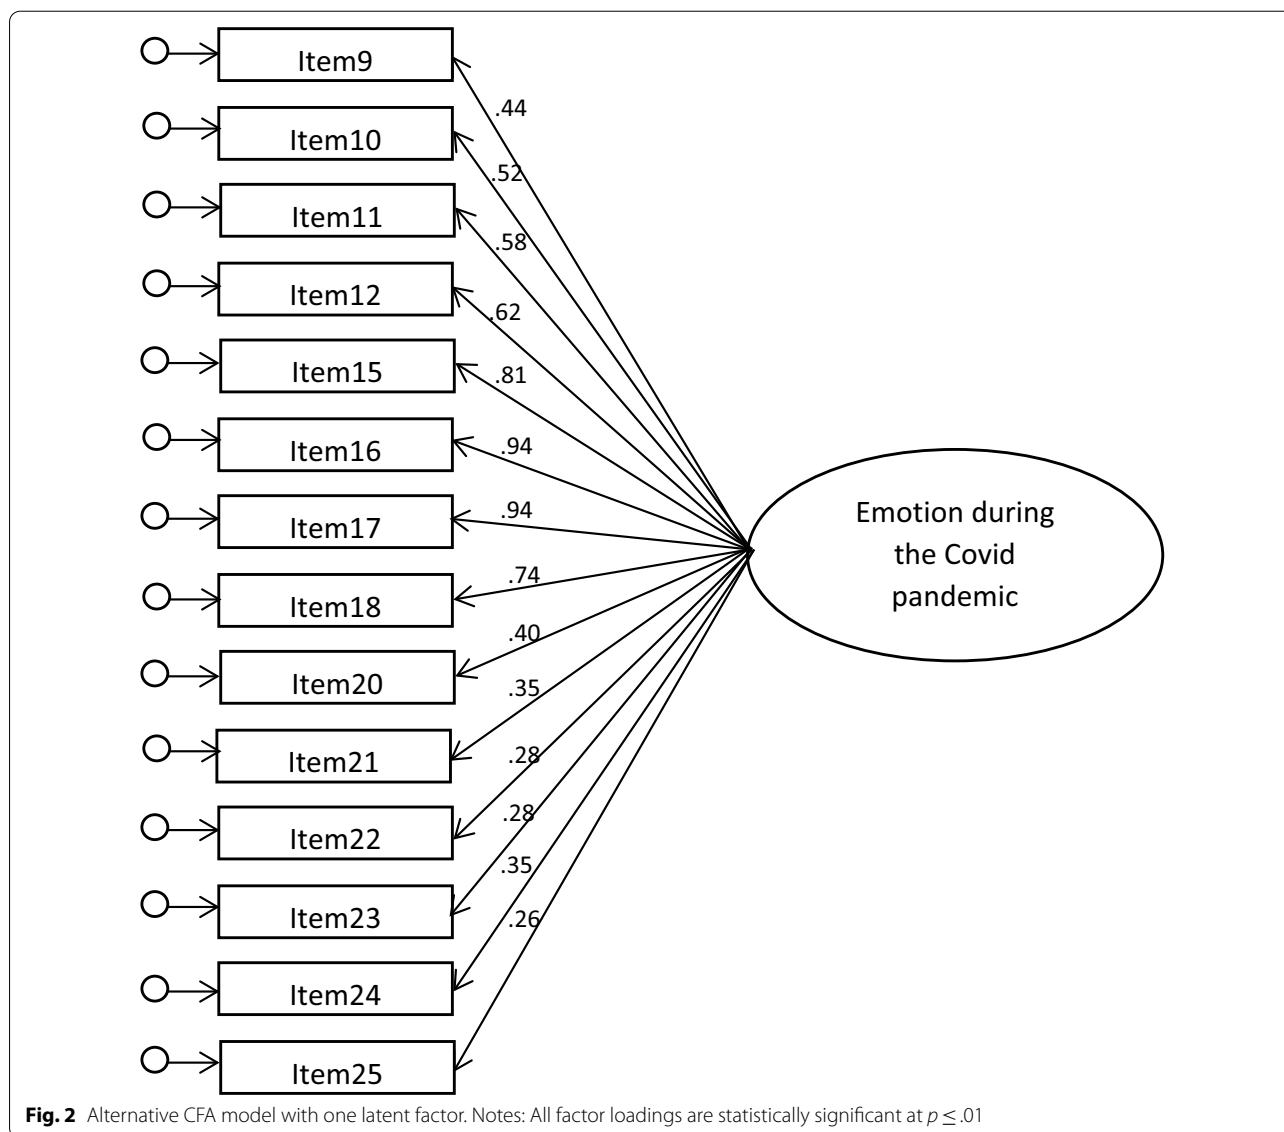 Item9
.44
Item10
.52
Item11
.58
Item12
.62
Item15
.81
Item16
.94
Item17
.94
Item18
.74
Item20
.40
Item21
.35
Item22
.28
Item23
.28
Item24
.35
Item25
.26
Emotion during
the Covid
pandemic
Fig. 2 Alternative CFA model with one latent factor. Notes: All factor loadings are statistically significant at p ≤ .01